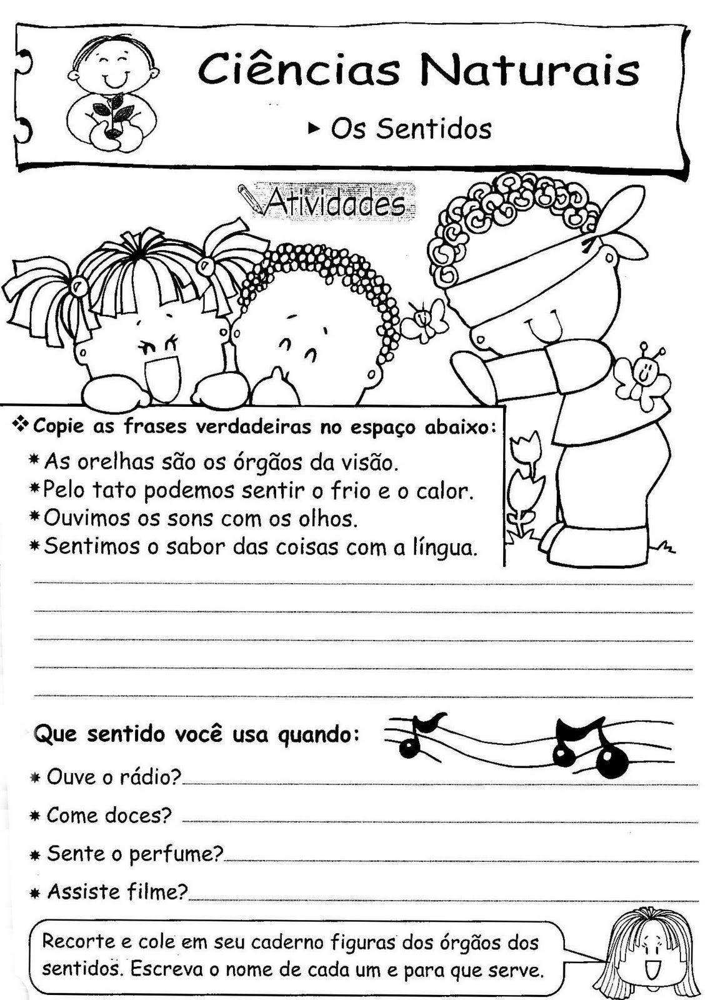 Ciências Naturais
▸ Os Sentidos
Atividades
❖ Copie as frases verdadeiras no espaço abaixo:
* As orelhas são os órgãos da visão.
* Pelo tato podemos sentir o frio e o calor.
* Ouvimos os sons com os olhos.
* Sentimos o sabor das coisas com a língua.
Que sentido você usa quando:
* Ouve o rádio?
* Come doces?
* Sente o perfume?
* Assiste filme?
Recorte e cole em seu caderno figuras dos órgãos dos
sentidos. Escreva o nome de cada um e para que serve.